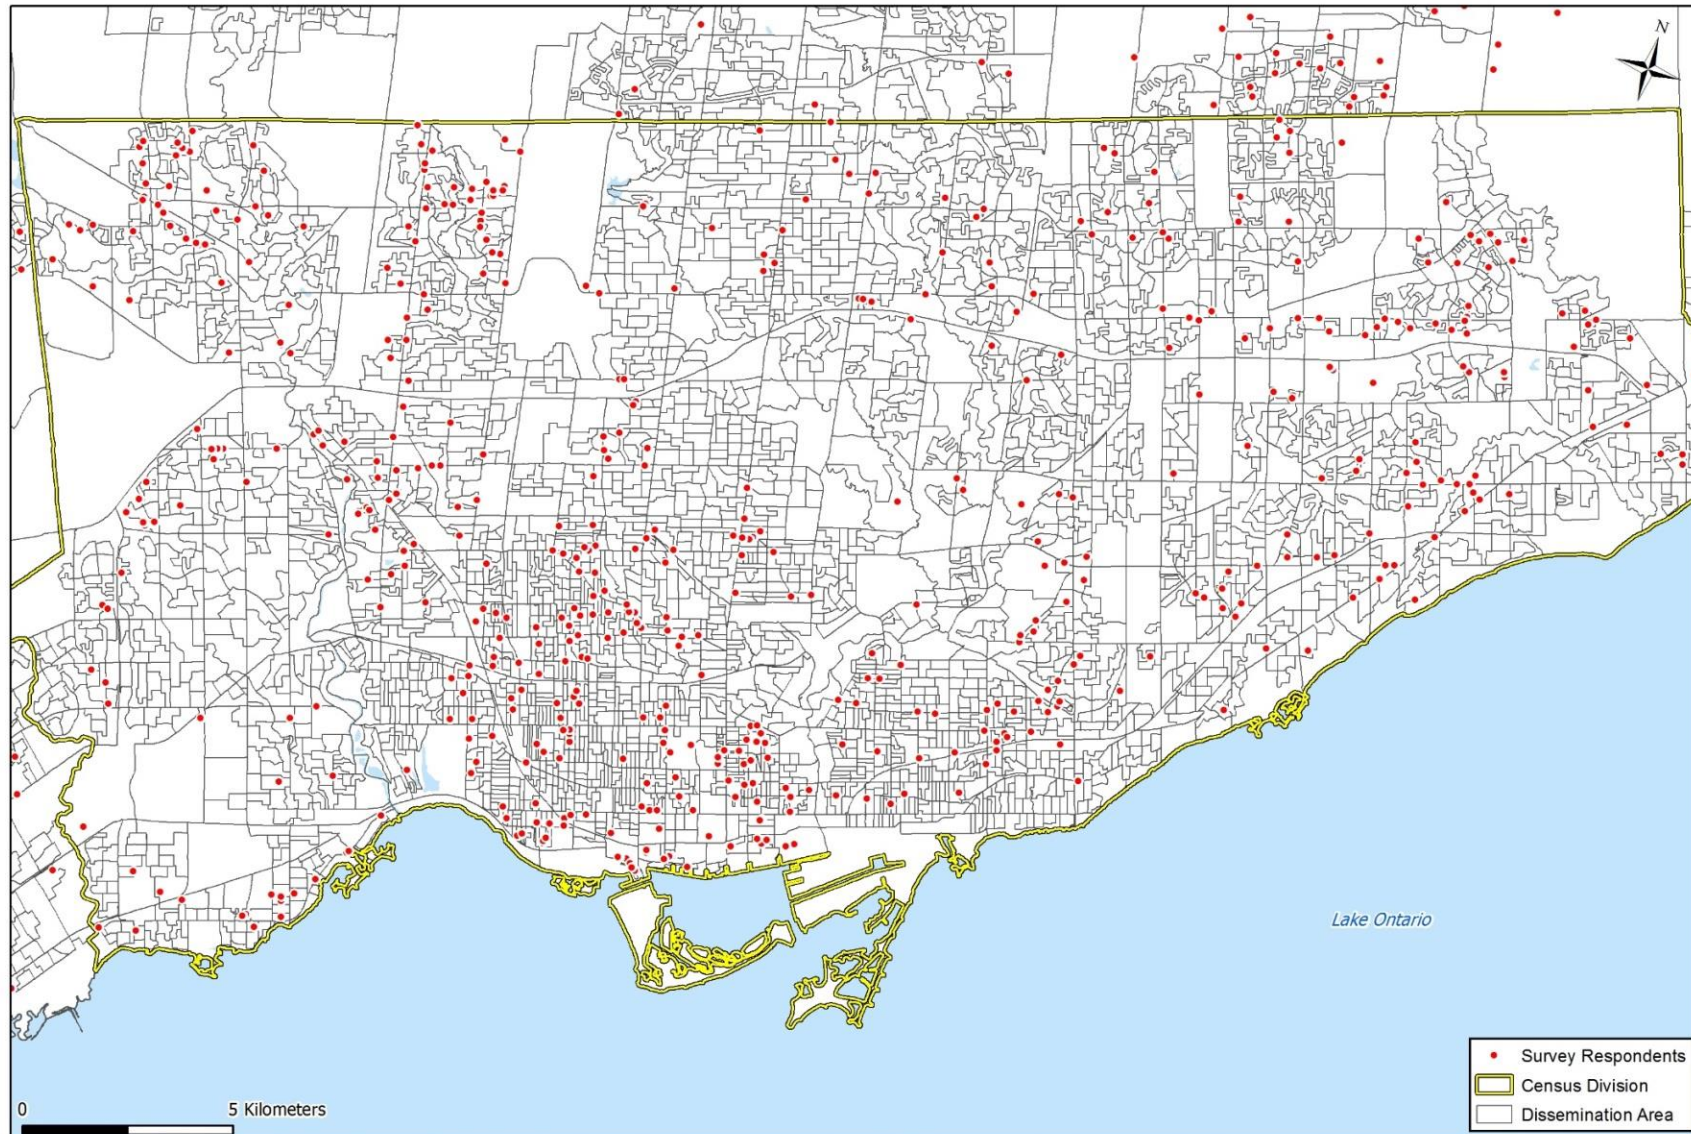 N
Lake Ontario
Survey Respondents
Census Division
Dissemination Area
0 5 Kilometers